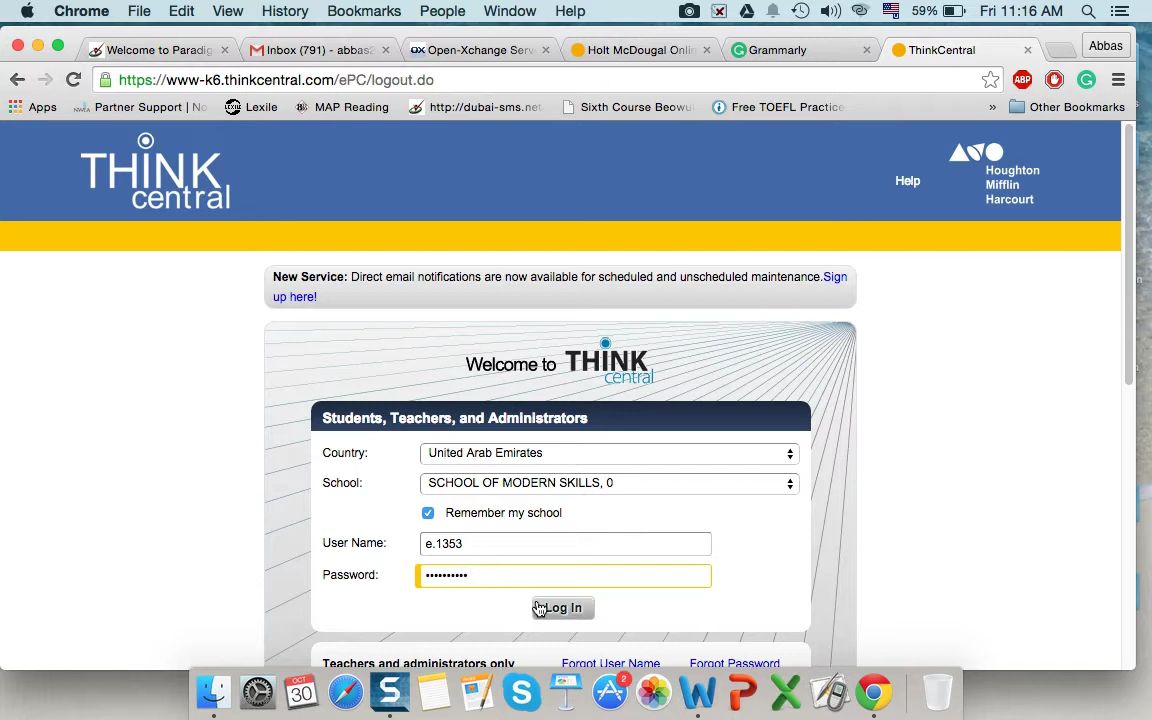 Chrome File Edit View History Bookmarks People Window Help 59% Fri 11:16 AM
Welcome to Paradig Inbox (791) - abbas2 Open-Xchange Serv Holt McDougal Onlin Grammarly ThinkCentral Abbas
https://www-k6.thinkcentral.com/ePC/logout.do ABP
Apps Partner Support | No Lexile MAP Reading http://dubai-sms.net Sixth Course Beowul Free TOEFL Practice » Other Bookmarks
THINK central
Help
Houghton
Mifflin
Harcourt
New Service: Direct email notifications are now available for scheduled and unscheduled maintenance.Sign
up here!
Welcome to THINK central
Students, Teachers, and Administrators
Country: United Arab Emirates
School: SCHOOL OF MODERN SKILLS, 0
Remember my school
User Name: e.1353
Password: ••••••••••
Log In
Teachers and administrators only Forgot User Name Forgot Password
OCT
30
2